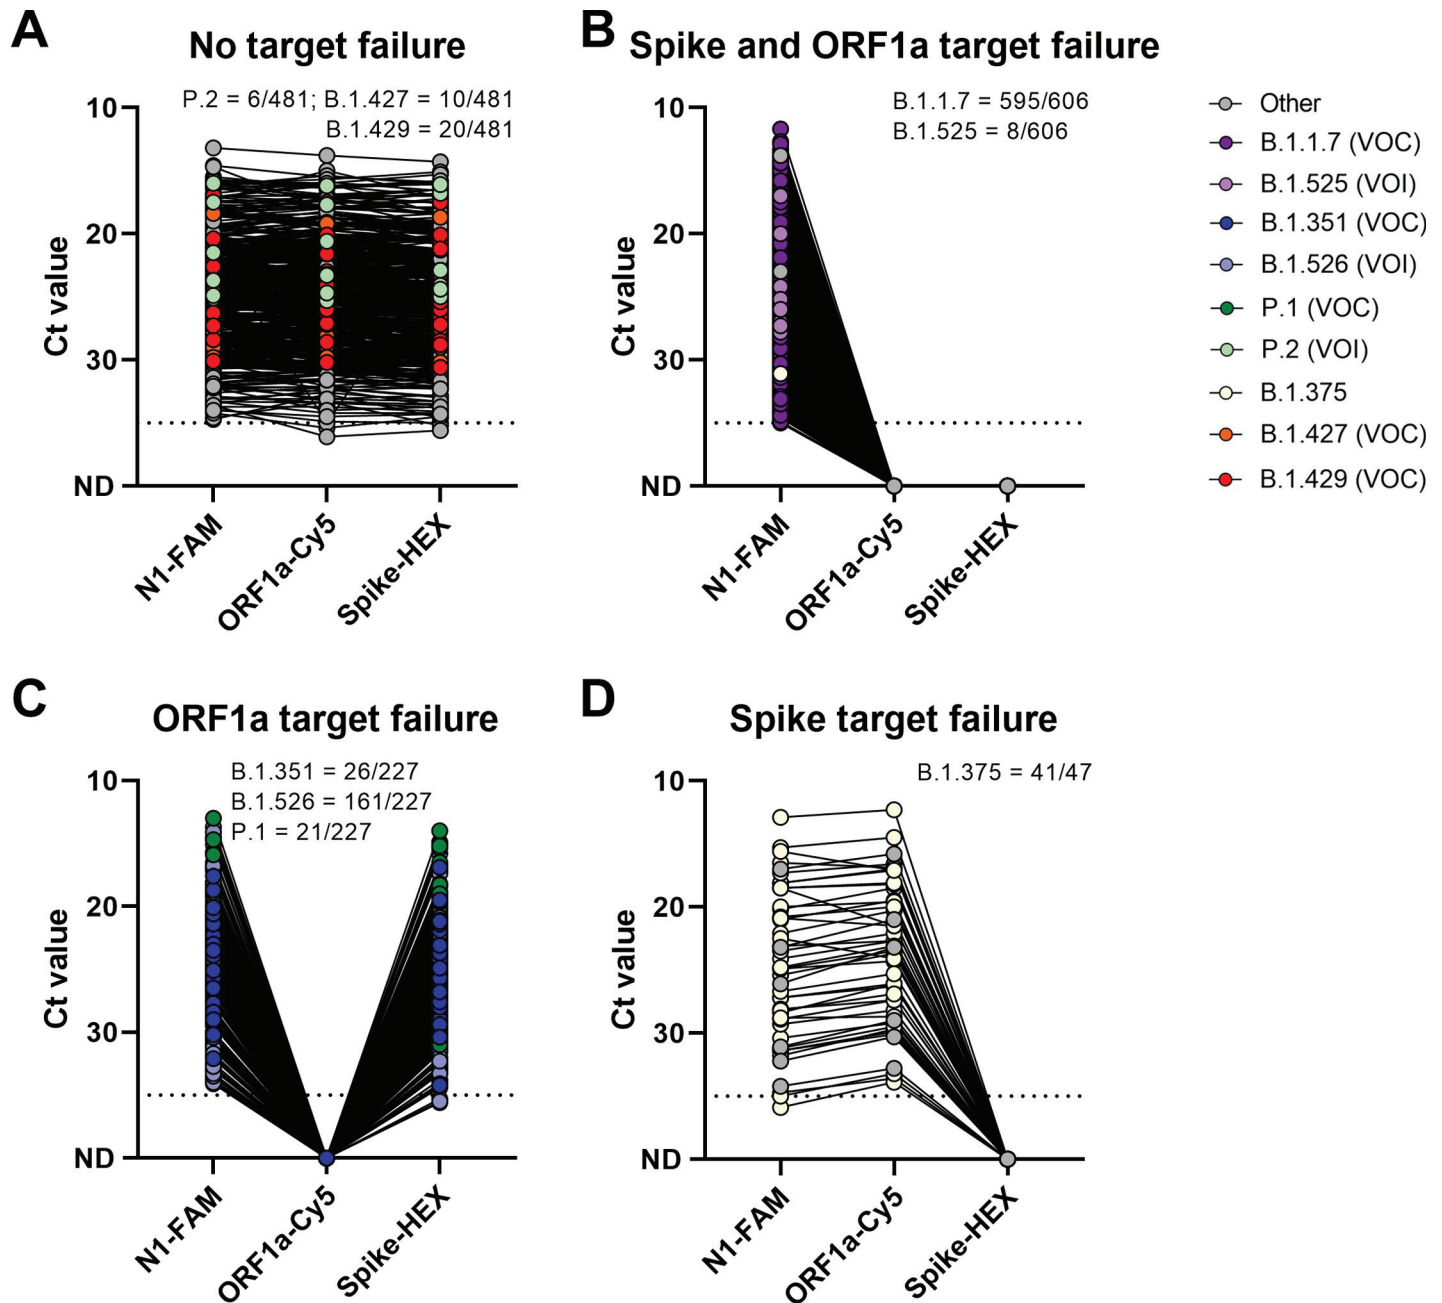 A
No target failure
P.2 = 6/481; B.1.427 = 10/481
B.1.429 = 20/481
10
20
30
ND
Ct value
N1-FAM
ORF1a-Cy5
Spike-HEX
B
Spike and ORF1a target failure
B.1.1.7 = 595/606
B.1.525 = 8/606
10
20
30
ND
Ct value
N1-FAM
ORF1a-Cy5
Spike-HEX
Other
B.1.1.7 (VOC)
B.1.525 (VOI)
B.1.351 (VOC)
B.1.526 (VOI)
P.1 (VOC)
P.2 (VOI)
B.1.375
B.1.427 (VOC)
B.1.429 (VOC)
C
ORF1a target failure
B.1.351 = 26/227
B.1.526 = 161/227
P.1 = 21/227
10
20
30
ND
Ct value
N1-FAM
ORF1a-Cy5
Spike-HEX
D
Spike target failure
B.1.375 = 41/47
10
20
30
ND
Ct value
N1-FAM
ORF1a-Cy5
Spike-HEX